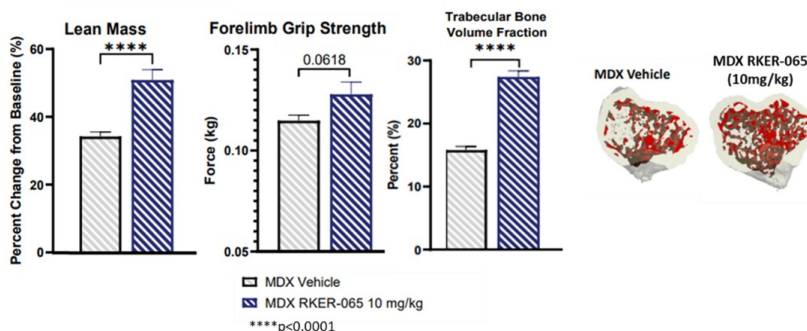 Lean Mass
****
Percent Change from Baseline (%)
60
40
20
0
Forelimb Grip Strength
0.0618
Force (kg)
0.15
0.10
0.05
Trabecular Bone
Volume Fraction
****
Percent (%)
30
20
10
0
MDX Vehicle
MDX RKER-065
(10mg/kg)
MDX Vehicle
MDX RKER-065 10 mg/kg
****p<0.0001